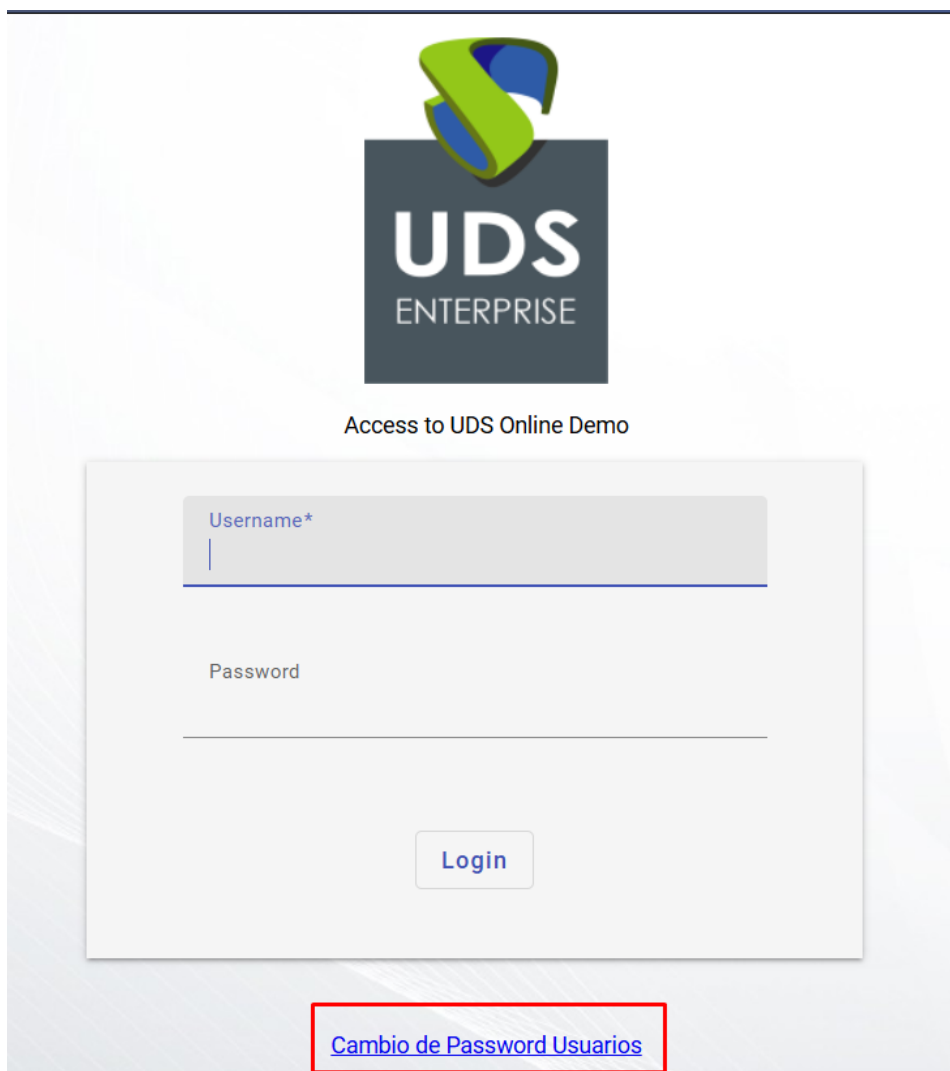 UDS
ENTERPRISE
Access to UDS Online Demo
Username*
Password
Login
Cambio de Password Usuarios